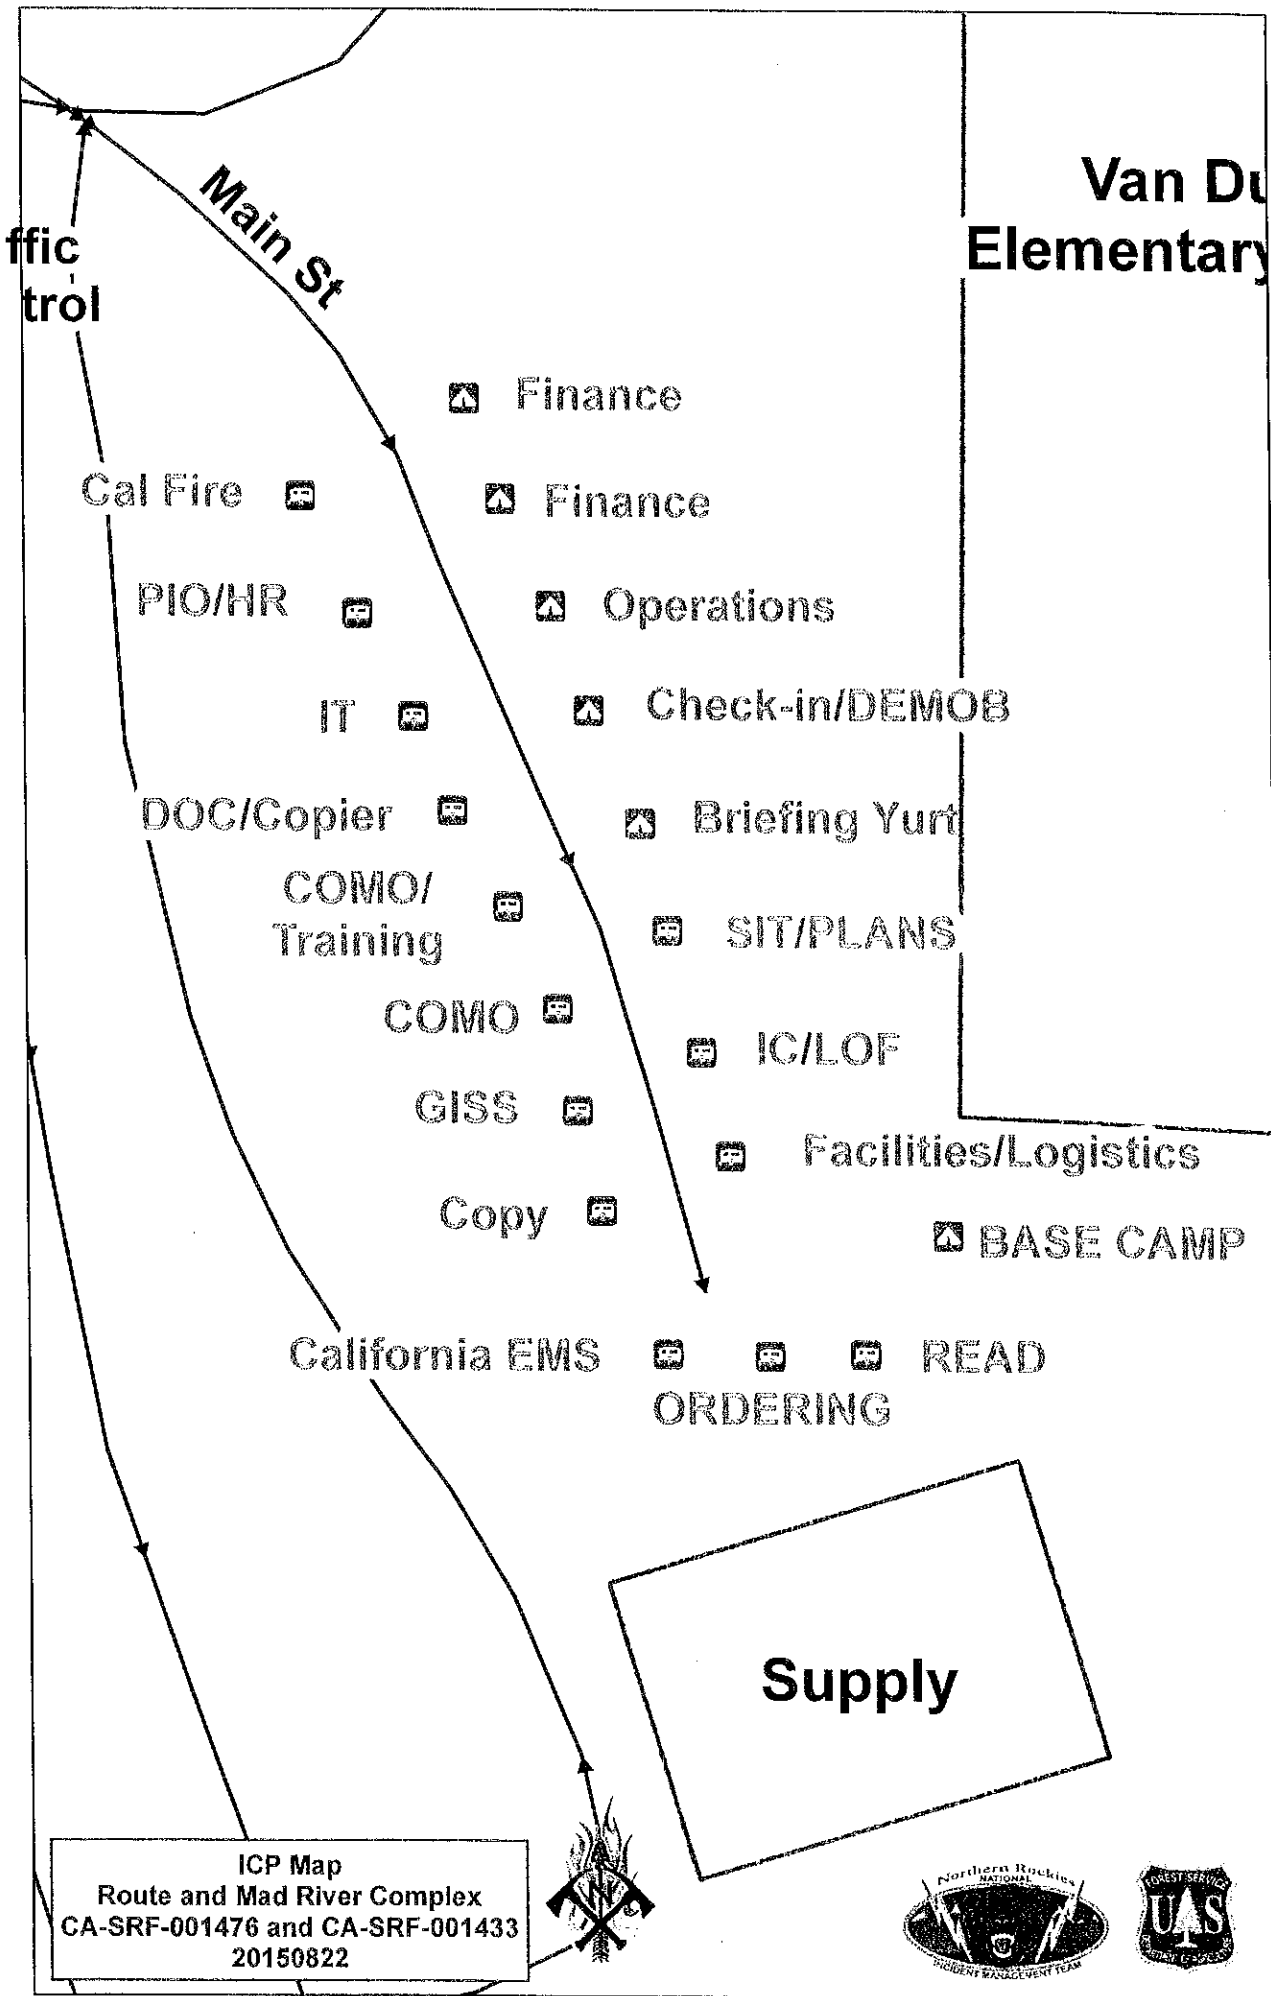 Van Du
Elementary
Main St
ffic
trol
Finance
Cal Fire
Finance
PIO/HR
Operations
IT
Check-in/DEMOB
DOC/Copier
Briefing Yurt
COMO/
Training
SIT/PLANS
COMO
IC/LOF
GISS
Facilities/Logistics
Copy
BASE CAMP
California EMS
READ
ORDERING
Supply
ICP Map
Route and Mad River Complex
CA-SRF-001476 and CA-SRF-001433
20150822
N
Northern Rockies
NATIONAL
INCIDENT MANAGEMENT TEAM
FOREST SERVICE
U S